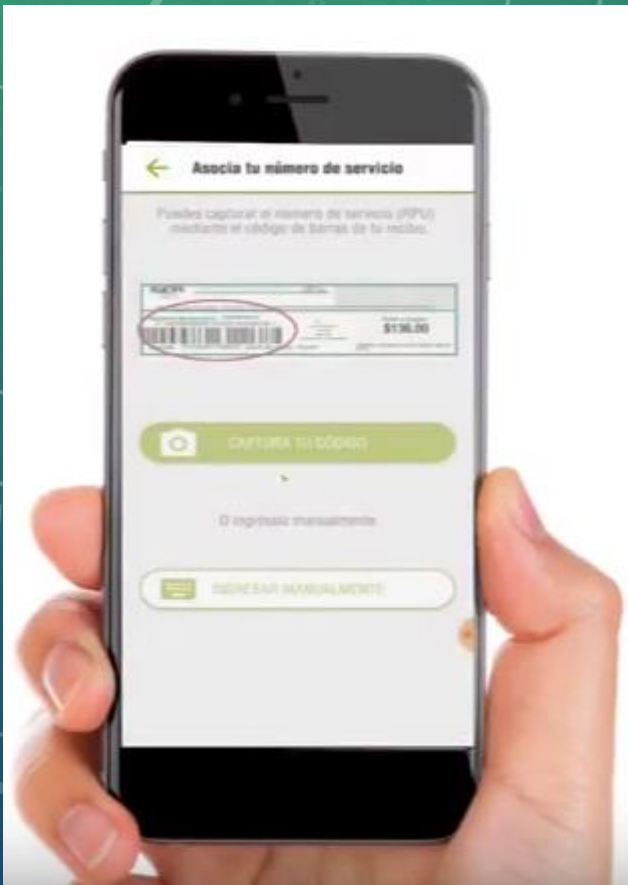 Asocia tu número de servicio
Puedes capturar el número de servicio (RPU)
mediante el código de barras de tu recibo.
$136.00
CAPTURA TU CÓDIGO
O ingrésalo manualmente
INGRESAR MANUALMENTE